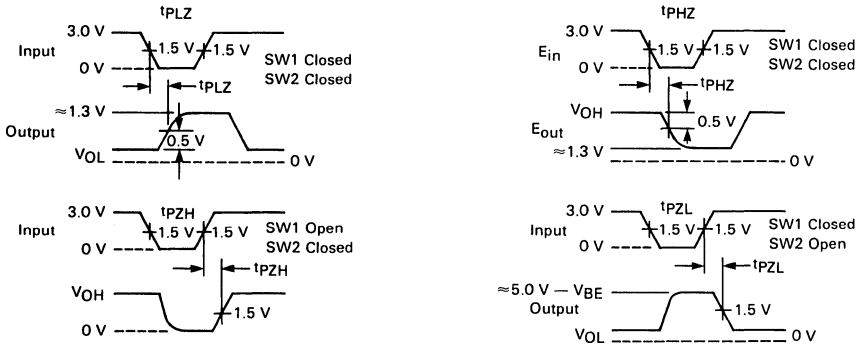 tPLZ
3.0 V
Input
1.5 V
1.5 V
0 V
SW1 Closed
SW2 Closed
tPLZ
≈1.3 V
Output
0.5 V
VOL
0 V
tPHZ
3.0 V
Ein
1.5 V
1.5 V
0 V
SW1 Closed
SW2 Closed
tPHZ
VOH
0.5 V
Eout
≈1.3 V
0 V
tPZH
3.0 V
Input
1.5 V
1.5 V
0 V
SW1 Open
SW2 Closed
tPZH
VOH
1.5 V
0 V
tPZL
3.0 V
Input
1.5 V
1.5 V
0 V
SW1 Closed
SW2 Open
tPZL
≈5.0 V — VBE
Output
1.5 V
VOL
0 V